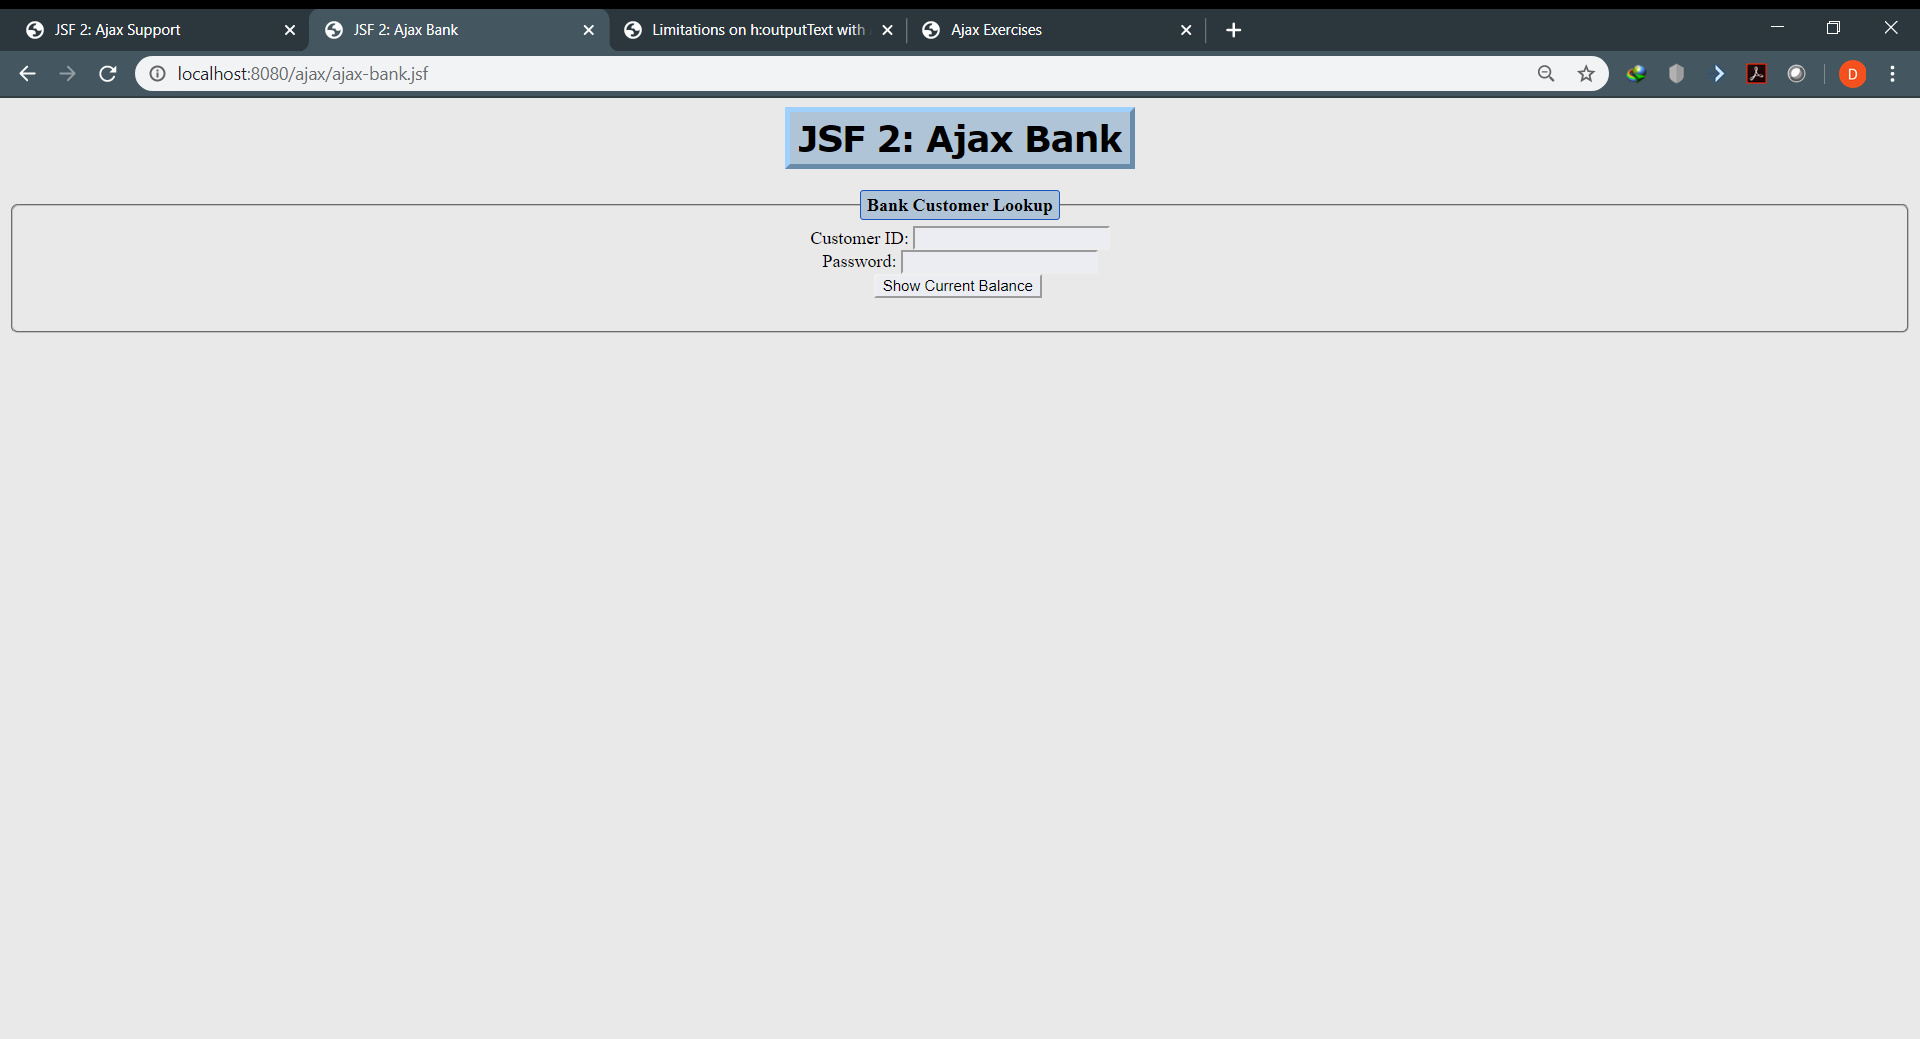 JSF 2: Ajax Support
JSF 2: Ajax Bank
Limitations on h:outputText with
Ajax Exercises
localhost:8080/ajax/ajax-bank.jsf
D
JSF 2: Ajax Bank
Bank Customer Lookup
Customer ID:
Password:
Show Current Balance